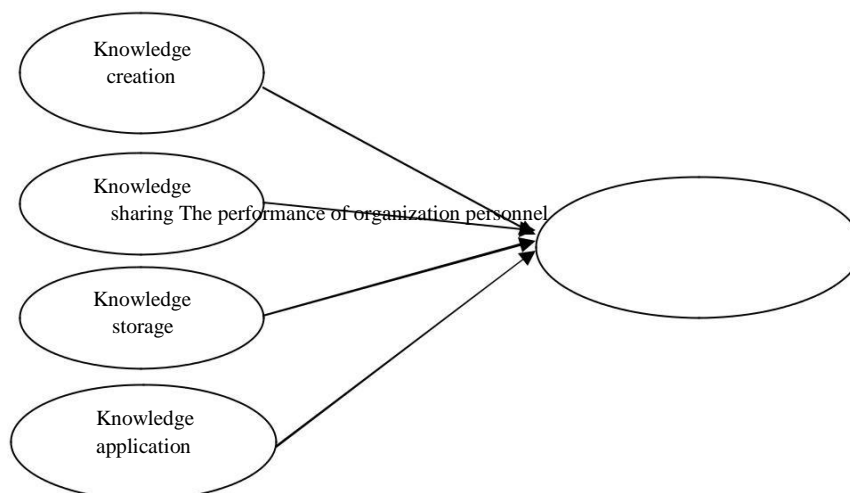 Knowledge
creation
Knowledge
sharing The performance of organization personnel
Knowledge
storage
Knowledge
application